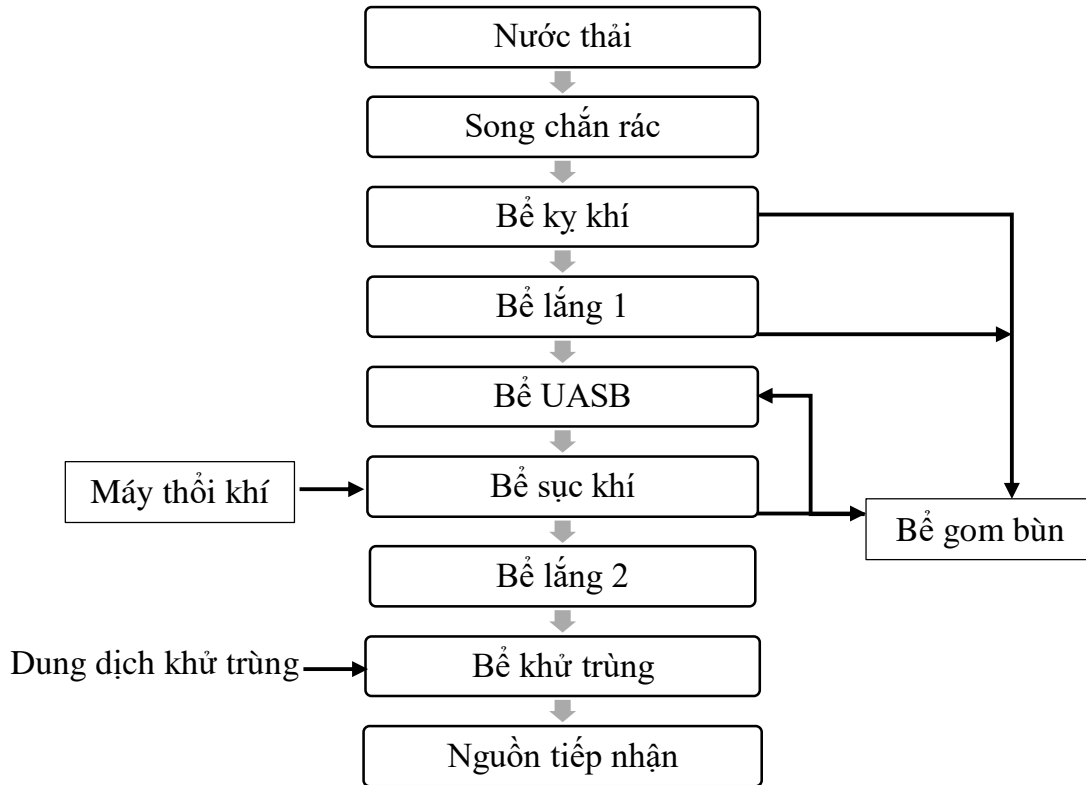 Nước thải
Song chắn rác
Bể kỵ khí
Bể lắng 1
Bể UASB
Máy thổi khí
Bể sục khí
Bể gom bùn
Bể lắng 2
Dung dịch khử trùng
Bể khử trùng
Nguồn tiếp nhận